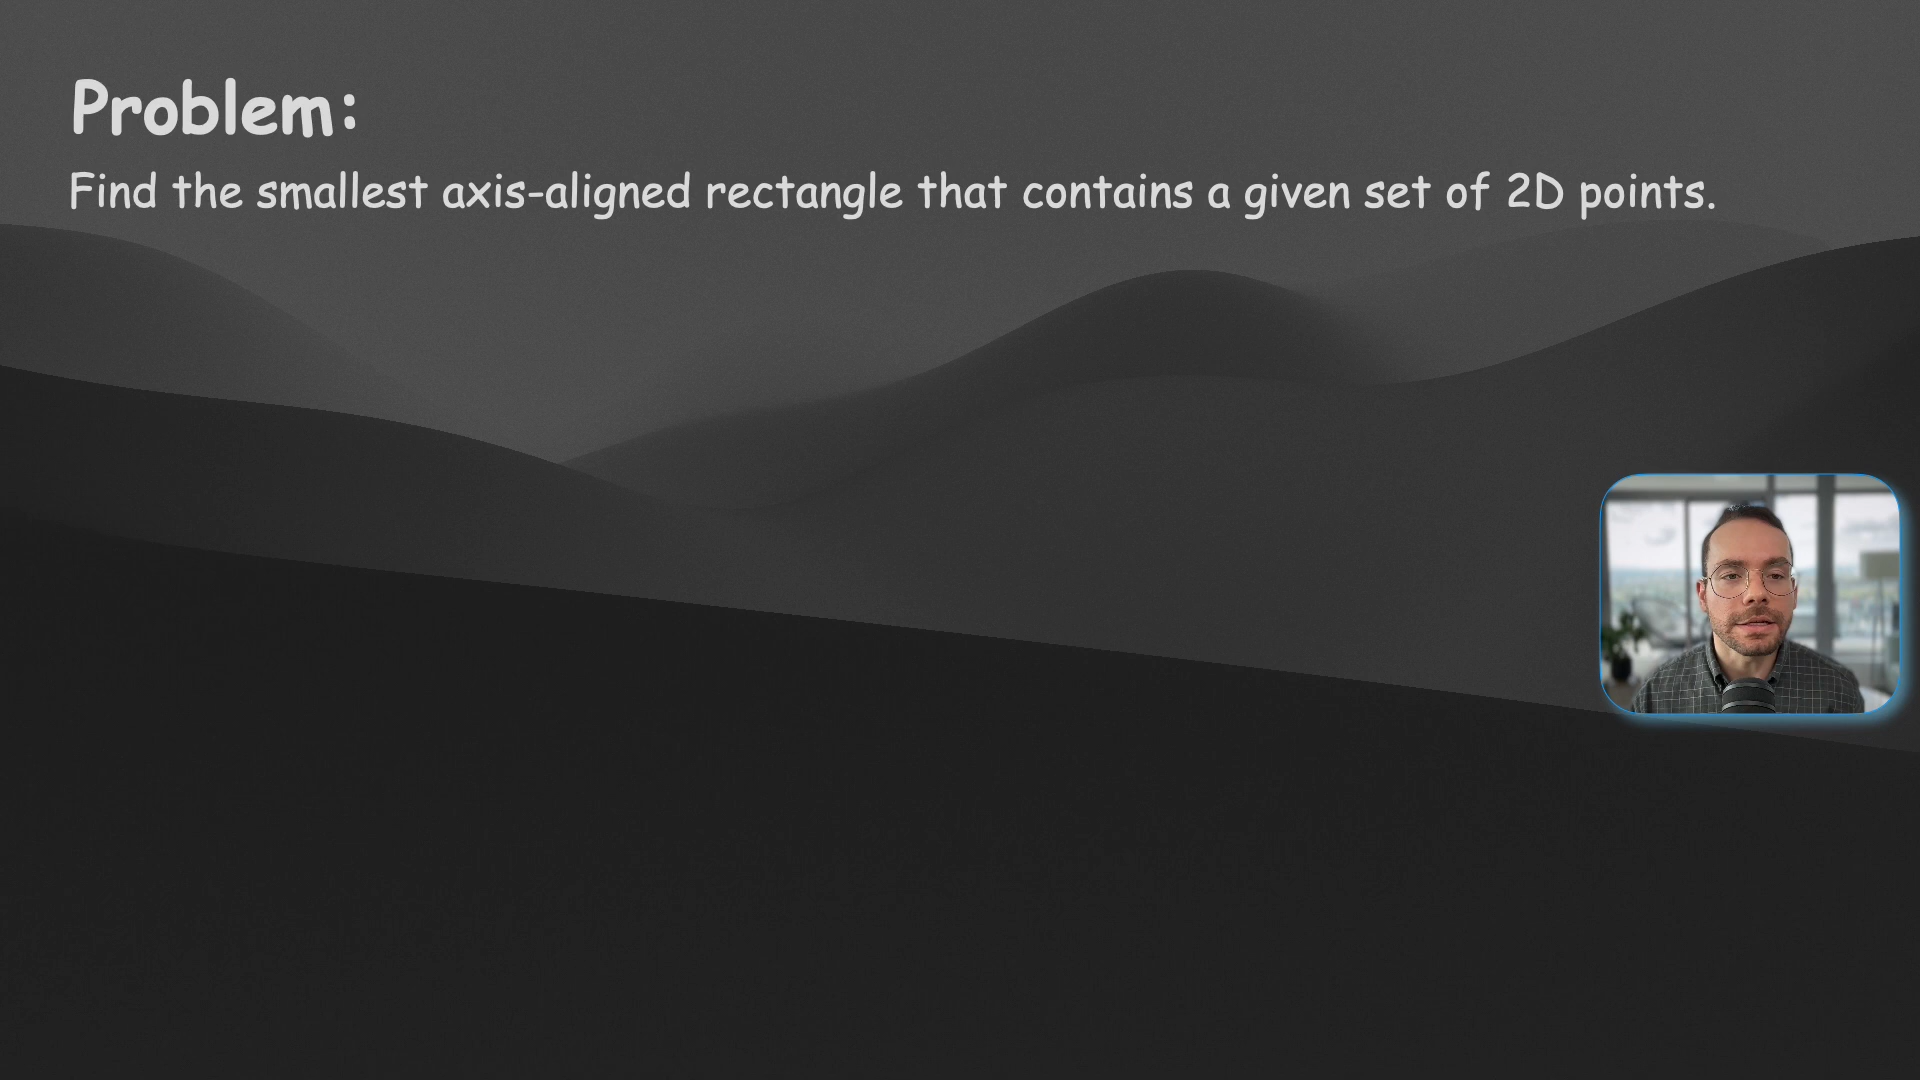 Problem:
Find the smallest axis-aligned rectangle that contains a given set of 2D points.